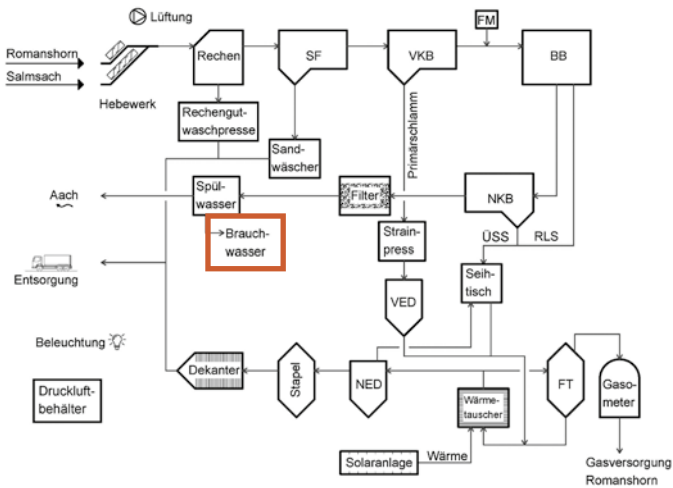 Lüftung
FM
Romanshorn
Salmsach
Hebewerk
Rechen
SF
VKB
BB
Rechengut-
waschpresse
Sand-
wäscher
Primärschlamm
Aach
Spül-
wasser
Filter
NKB
Brauch-
wasser
Strain-
press
ÜSS
RLS
Entsorgung
Seih-
tisch
VED
Beleuchtung
Dekanter
Stapel
NED
FT
Gaso-
meter
Druckluft-
behälter
Wärme-
tauscher
Solaranlage
Wärme
Gasversorgung
Romanshorn